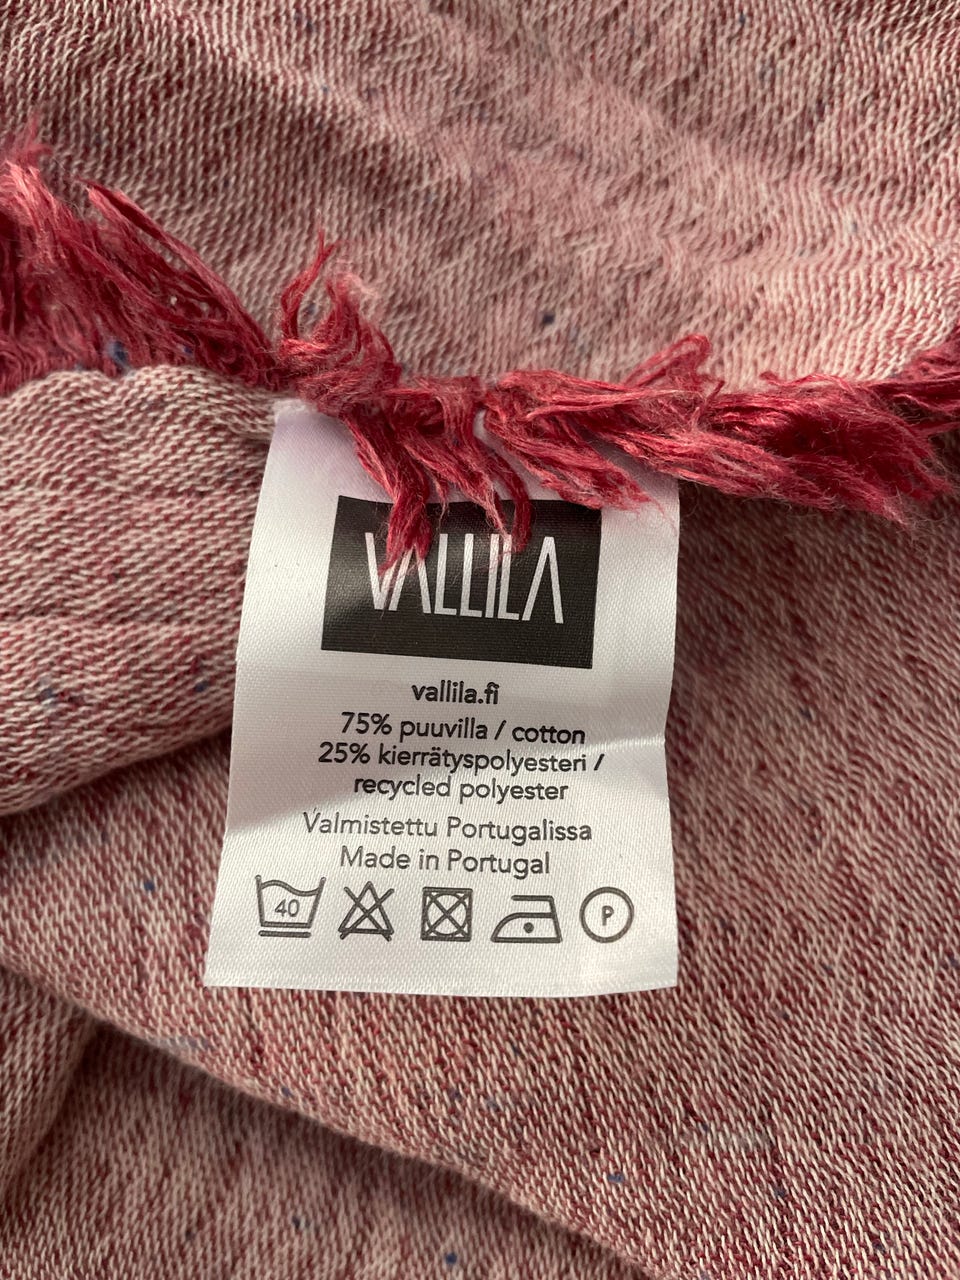 VALLILA
vallila.fi
75% puuvilla / cotton
25% kierrätyspolyesteri /
recycled polyester
Valmistettu Portugalissa
Made in Portugal
40 P